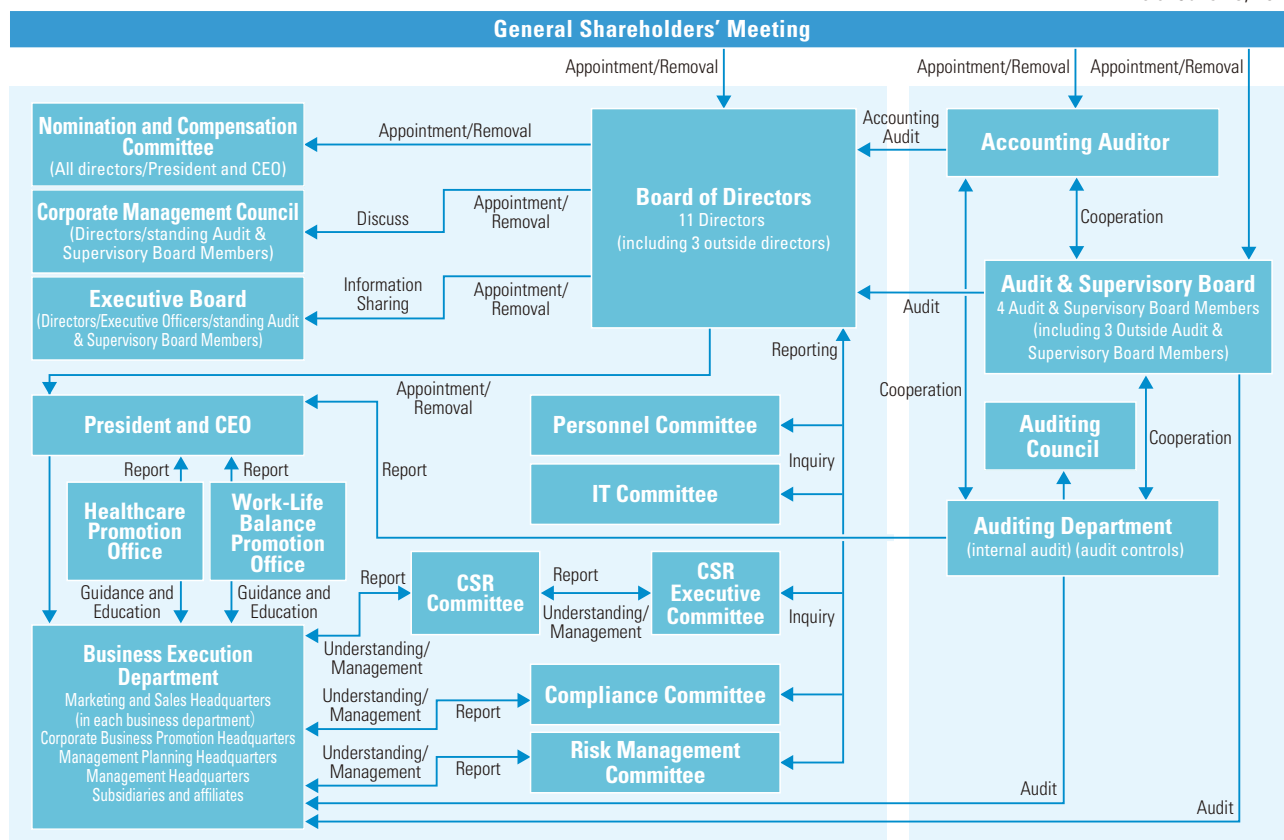 General Shareholders' Meeting
Appointment/Removal
Appointment/Removal
Appointment/Removal
Nomination and Compensation
Committee
(All directors/President and CEO)
Appointment/Removal
Corporate Management Council
(Directors/standing Audit &
Supervisory Board Members)
Discuss
Appointment/
Removal
Executive Board
(Directors/Executive Officers/standing Audit
& Supervisory Board Members)
Information
Sharing
Appointment/
Removal
Board of Directors
11 Directors
(including 3 outside directors)
Accounting
Audit
Accounting Auditor
Cooperation
Audit & Supervisory Board
4 Audit & Supervisory Board Members
(including 3 Outside Audit &
Supervisory Board Members)
Audit
Reporting
Cooperation
Appointment/
Removal
President and CEO
Personnel Committee
Inquiry
IT Committee
Auditing
Council
Cooperation
Report
Report
Report
Healthcare
Promotion
Office
Work-Life
Balance
Promotion
Office
Auditing Department
(internal audit) (audit controls)
Guidance and
Education
Guidance and
Education
Report
CSR
Committee
Report
Understanding/
Management
CSR
Executive
Committee
Inquiry
Understanding/
Management
Business Execution
Department
Marketing and Sales Headquarters
(in each business department)
Corporate Business Promotion Headquarters
Management Planning Headquarters
Management Headquarters
Subsidiaries and affiliates
Understanding/
Management
Report
Compliance Committee
Understanding/
Management
Report
Risk Management
Committee
Audit
Audit